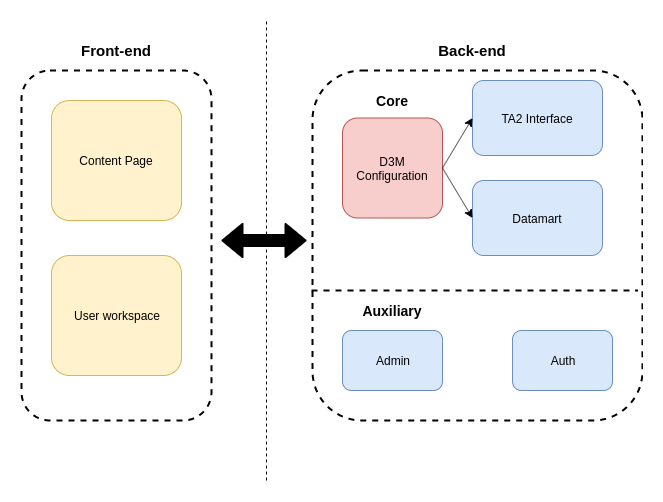 Front-end
Content Page
User workspace
Back-end
Core
D3M
Configuration
TA2 Interface
Datamart
Auxiliary
Admin
Auth